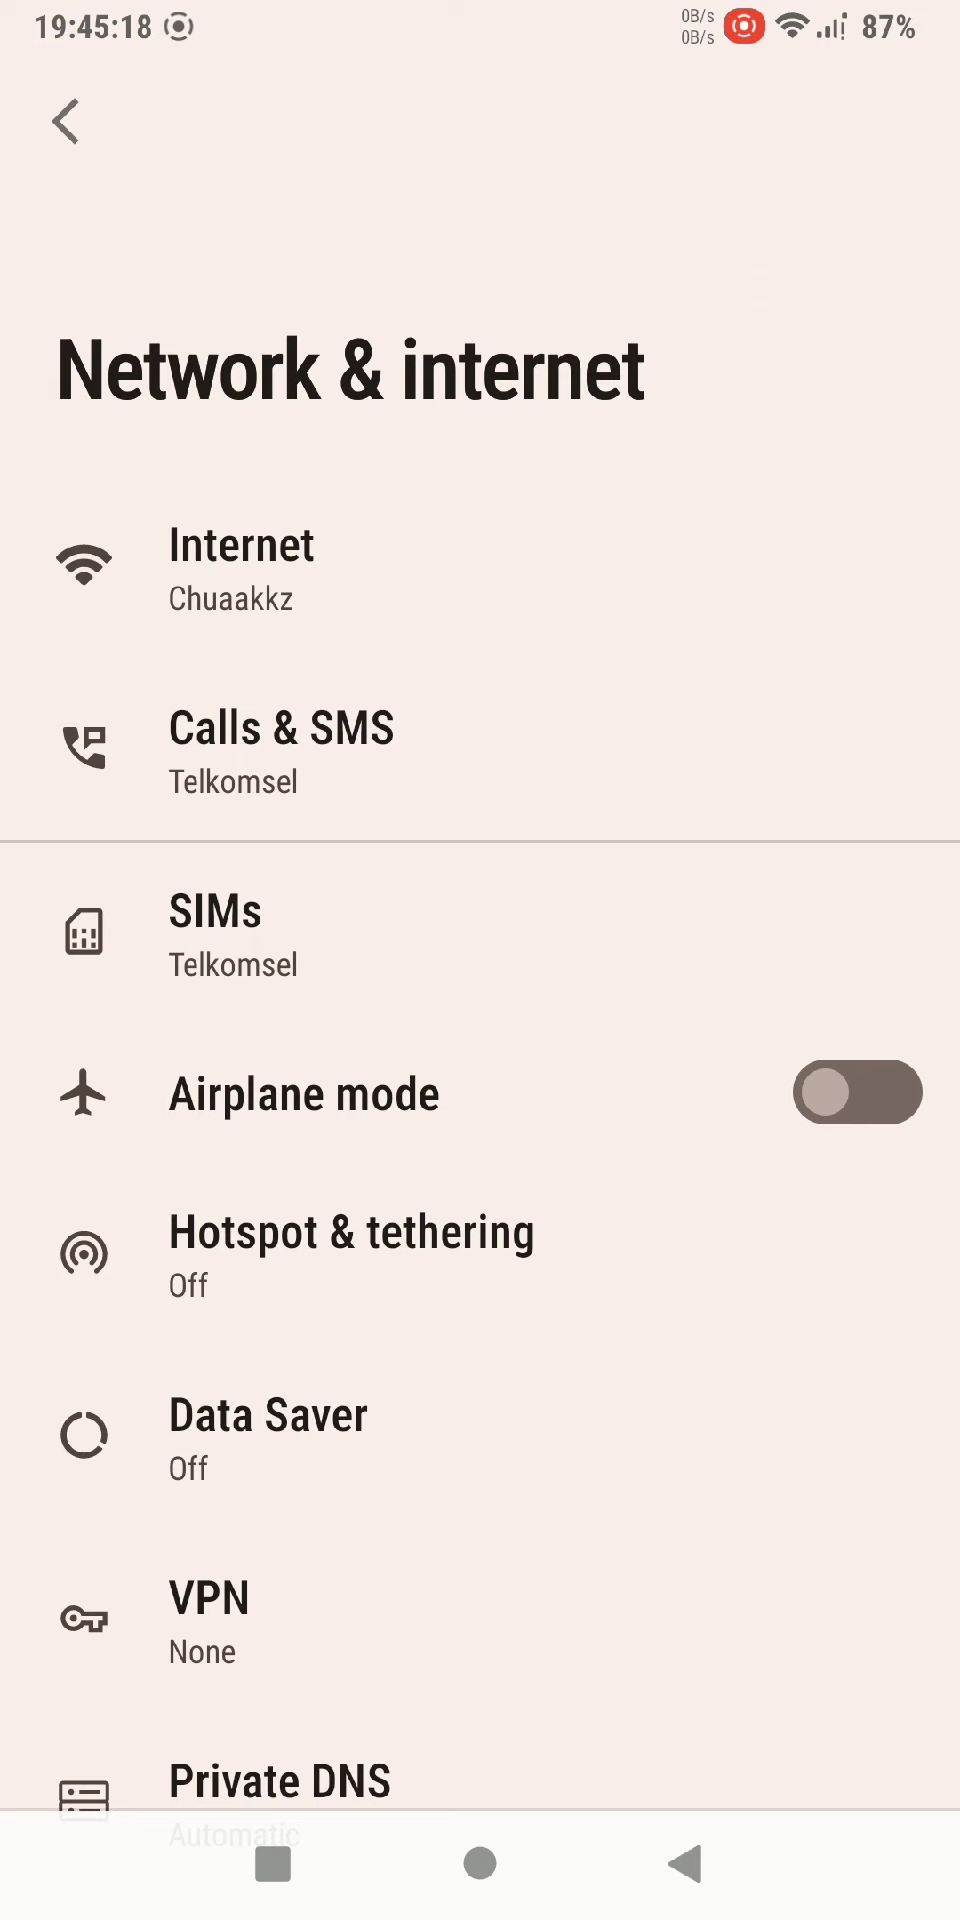 19:45:18 0B/s 87%
0B/s
Network & internet
Internet
Chuaakkz
Calls & SMS
Telkomsel
SIMs
Telkomsel
Airplane mode
Hotspot & tethering
Off
Data Saver
Off
VPN
None
Private DNS
Automatic